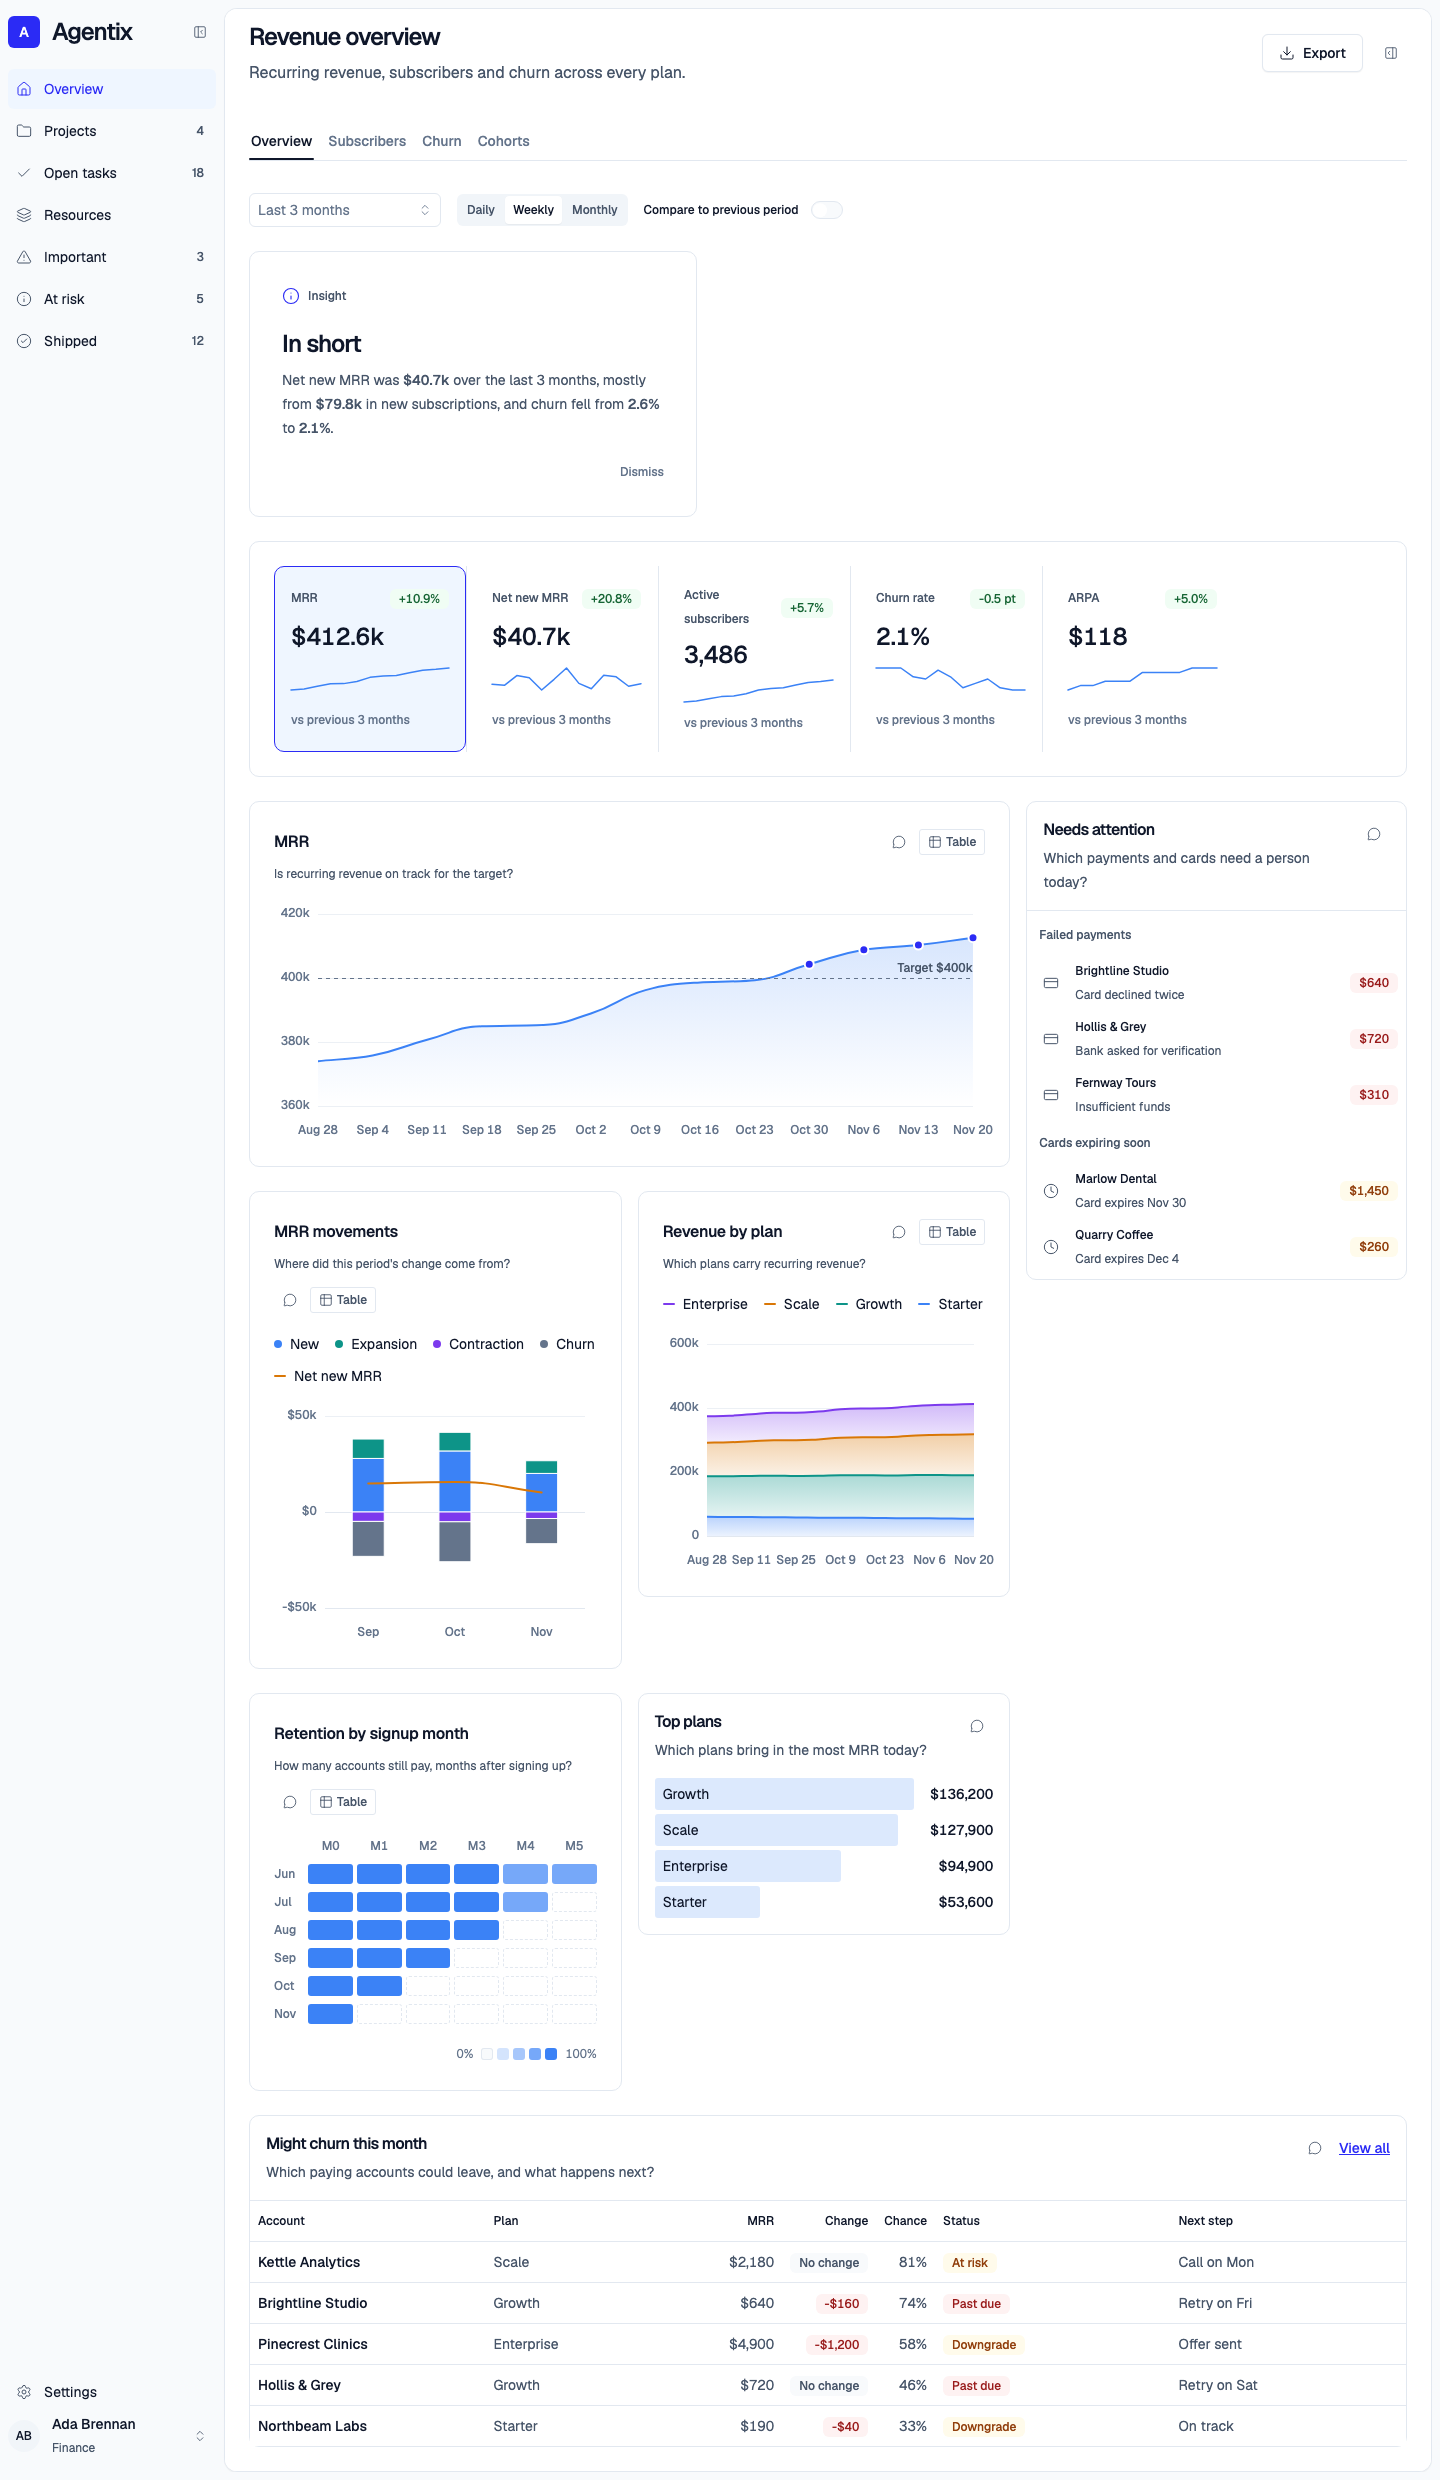 A Agentix
Overview
Projects 4
Open tasks 18
Resources
Important 3
At risk 5
Shipped 12
Settings
AB Ada Brennan
Finance
Revenue overview
Recurring revenue, subscribers and churn across every plan.
Export
Overview Subscribers Churn Cohorts
Last 3 months Daily Weekly Monthly Compare to previous period
Insight
In short
Net new MRR was $40.7k over the last 3 months, mostly
from $79.8k in new subscriptions, and churn fell from 2.6%
to 2.1%.
Dismiss
MRR +10.9%
$412.6k
vs previous 3 months
Net new MRR +20.8%
$40.7k
vs previous 3 months
Active
subscribers +5.7%
3,486
vs previous 3 months
Churn rate -0.5 pt
2.1%
vs previous 3 months
ARPA +5.0%
$118
vs previous 3 months
MRR Table
Is recurring revenue on track for the target?
420k
Target $400k
400k
380k
360k
Aug 28 Sep 4 Sep 11 Sep 18 Sep 25 Oct 2 Oct 9 Oct 16 Oct 23 Oct 30 Nov 6 Nov 13 Nov 20
Needs attention
Which payments and cards need a person
today?
Failed payments
Brightline Studio
Card declined twice
$640
Hollis & Grey
Bank asked for verification
$720
Fernway Tours
Insufficient funds
$310
Cards expiring soon
Marlow Dental
Card expires Nov 30
$1,450
Quarry Coffee
Card expires Dec 4
$260
MRR movements
Where did this period's change come from?
Table
New Expansion Contraction Churn
Net new MRR
$50k
$0
-$50k
Sep Oct Nov
Revenue by plan Table
Which plans carry recurring revenue?
Enterprise Scale Growth Starter
600k
400k
200k
0
Aug 28 Sep 11 Sep 25 Oct 9 Oct 23 Nov 6 Nov 20
Retention by signup month
How many accounts still pay, months after signing up?
Table
M0 M1 M2 M3 M4 M5
Jun
Jul
Aug
Sep
Oct
Nov
0% 100%
Top plans
Which plans bring in the most MRR today?
Growth $136,200
Scale $127,900
Enterprise $94,900
Starter $53,600
Might churn this month View all
Which paying accounts could leave, and what happens next?
Account Plan MRR Change Chance Status Next step
Kettle Analytics Scale $2,180 No change 81% At risk Call on Mon
Brightline Studio Growth $640 -$160 74% Past due Retry on Fri
Pinecrest Clinics Enterprise $4,900 -$1,200 58% Downgrade Offer sent
Hollis & Grey Growth $720 No change 46% Past due Retry on Sat
Northbeam Labs Starter $190 -$40 33% Downgrade On track